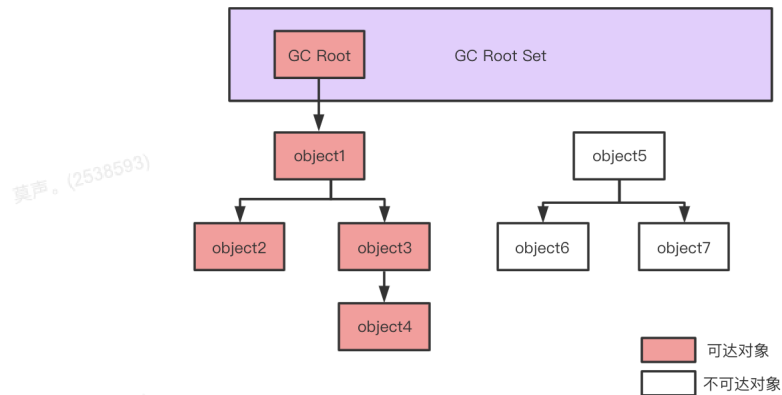 GC Root
GC Root Set
object1
object5
莫声。(2538593)
object2
object3
object6
object7
object4
可达对象
不可达对象